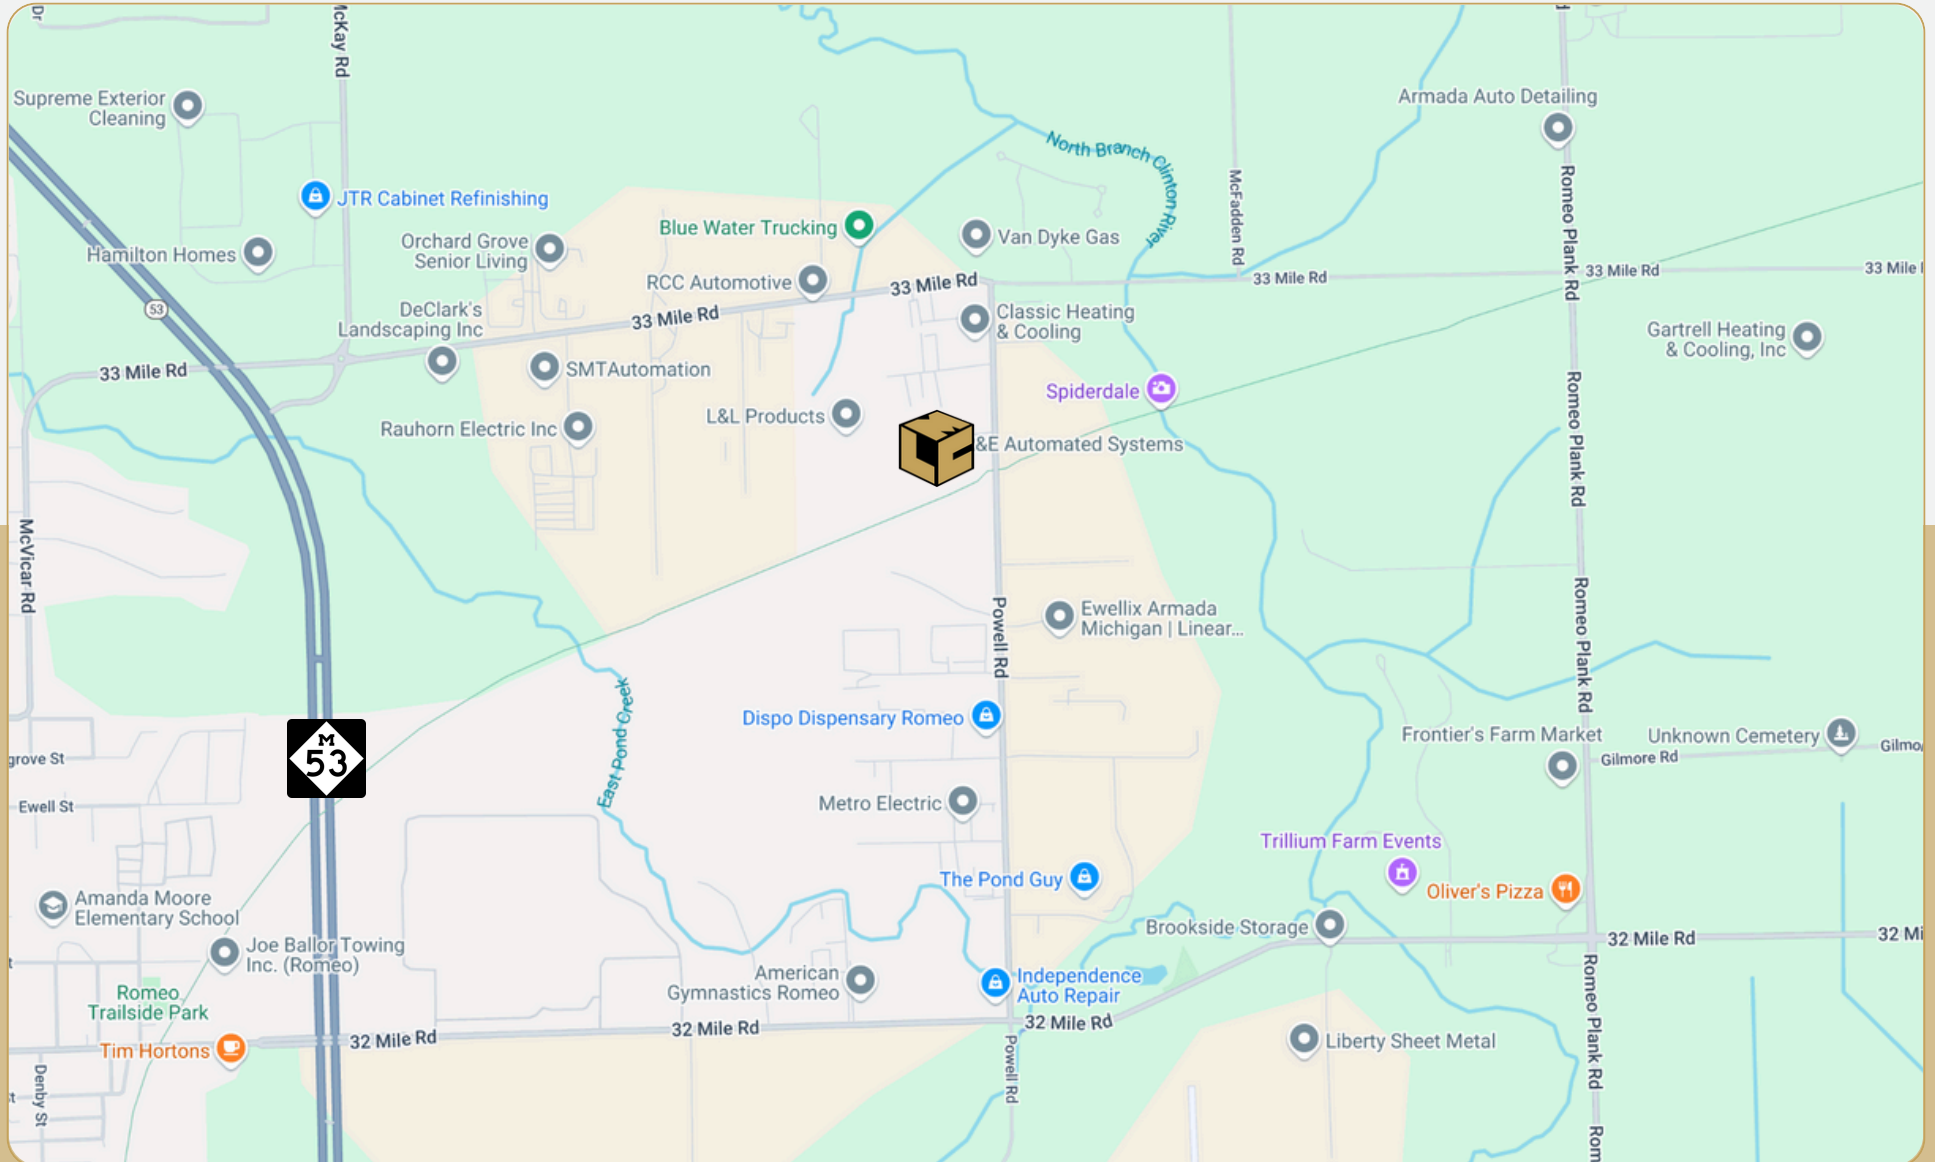 Dr
McKay Rd
Supreme Exterior
Cleaning
Armada Auto Detailing
North Branch Clinton River
McFadden Rd
Romeo Plank Rd
JTR Cabinet Refinishing
Blue Water Trucking
Van Dyke Gas
Hamilton Homes
Orchard Grove
Senior Living
RCC Automotive
33 Mile Rd
33 Mile Rd
33 Mile Rd
33 Mile
53
DeClark's
Landscaping Inc
33 Mile Rd
Classic Heating
& Cooling
Gartrell Heating
& Cooling, Inc
33 Mile Rd
SMTAutomation
Spiderdale
Romeo Plank Rd
L&L Products
Rauhorn Electric Inc
&E Automated Systems
McVicar Rd
Powell Rd
Ewellix Armada
Michigan | Linear...
Romeo Plank Rd
East Pond Creek
Dispo Dispensary Romeo
Frontier's Farm Market
Unknown Cemetery
Gilmore Rd
Gilmo
grove St
M
53
Ewell St
Metro Electric
Trillium Farm Events
The Pond Guy
Oliver's Pizza
Amanda Moore
Elementary School
Brookside Storage
32 Mile Rd
32 Mi
Joe Ballor Towing
Inc. (Romeo)
American
Gymnastics Romeo
Independence
Auto Repair
Romeo
Trailside Park
32 Mile Rd
32 Mile Rd
32 Mile Rd
Tim Hortons
Liberty Sheet Metal
Romeo Plank Rd
Denby St
Powell Rd
Rom